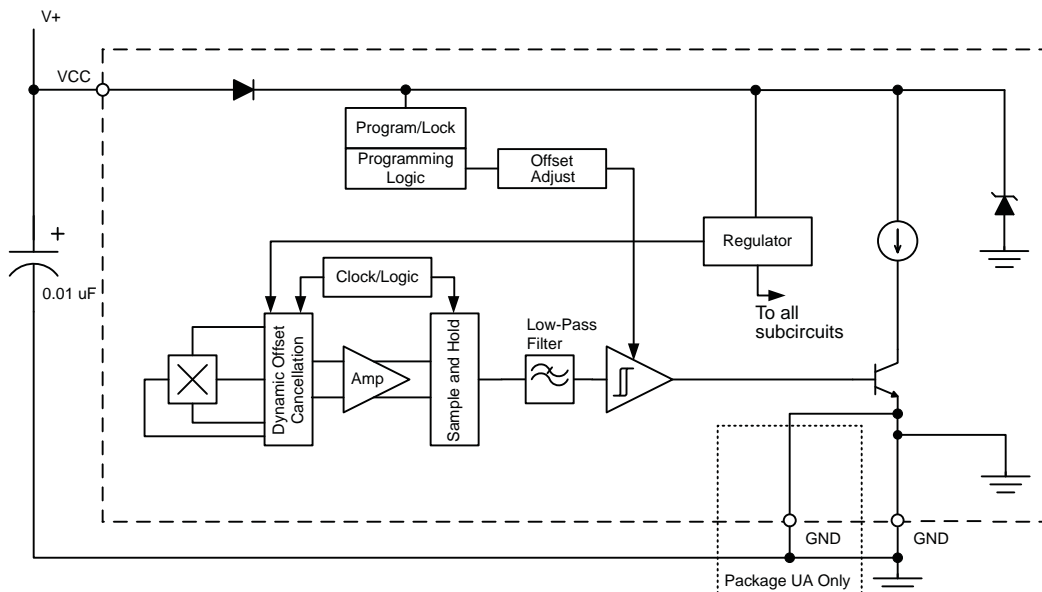 V+
VCC
Program/Lock
Programming
Logic
Offset
Adjust
Regulator
+
0.01 uF
Clock/Logic
To all
subcircuits
Dynamic Offset
Cancellation
Amp
Sample and Hold
Low-Pass
Filter
GND
GND
Package UA Only